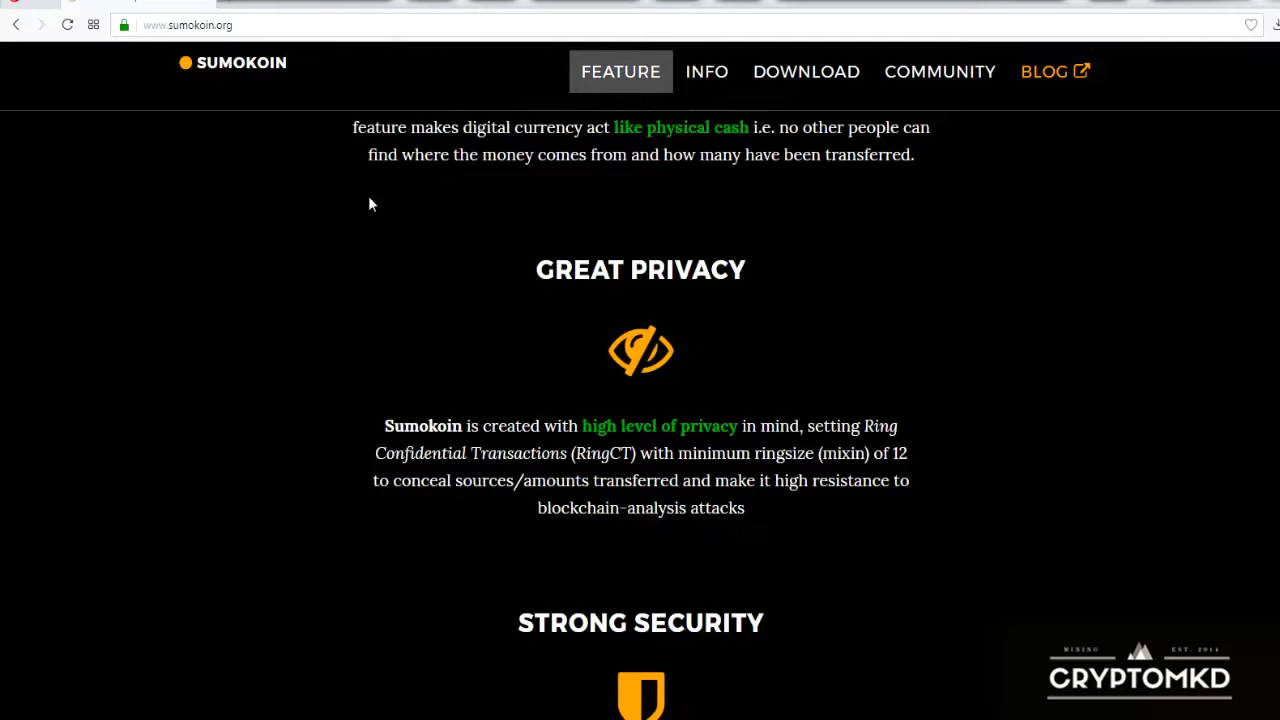 www.sumokoin.org
SUMOKOIN
FEATURE INFO DOWNLOAD COMMUNITY BLOG
feature makes digital currency act like physical cash i.e. no other people can
find where the money comes from and how many have been transferred.
GREAT PRIVACY
Sumokoin is created with high level of privacy in mind, setting Ring
Confidential Transactions (RingCT) with minimum ringsize (mixin) of 12
to conceal sources/amounts transferred and make it high resistance to
blockchain-analysis attacks
STRONG SECURITY
MINING EST. 2014
CRYPTOMKD